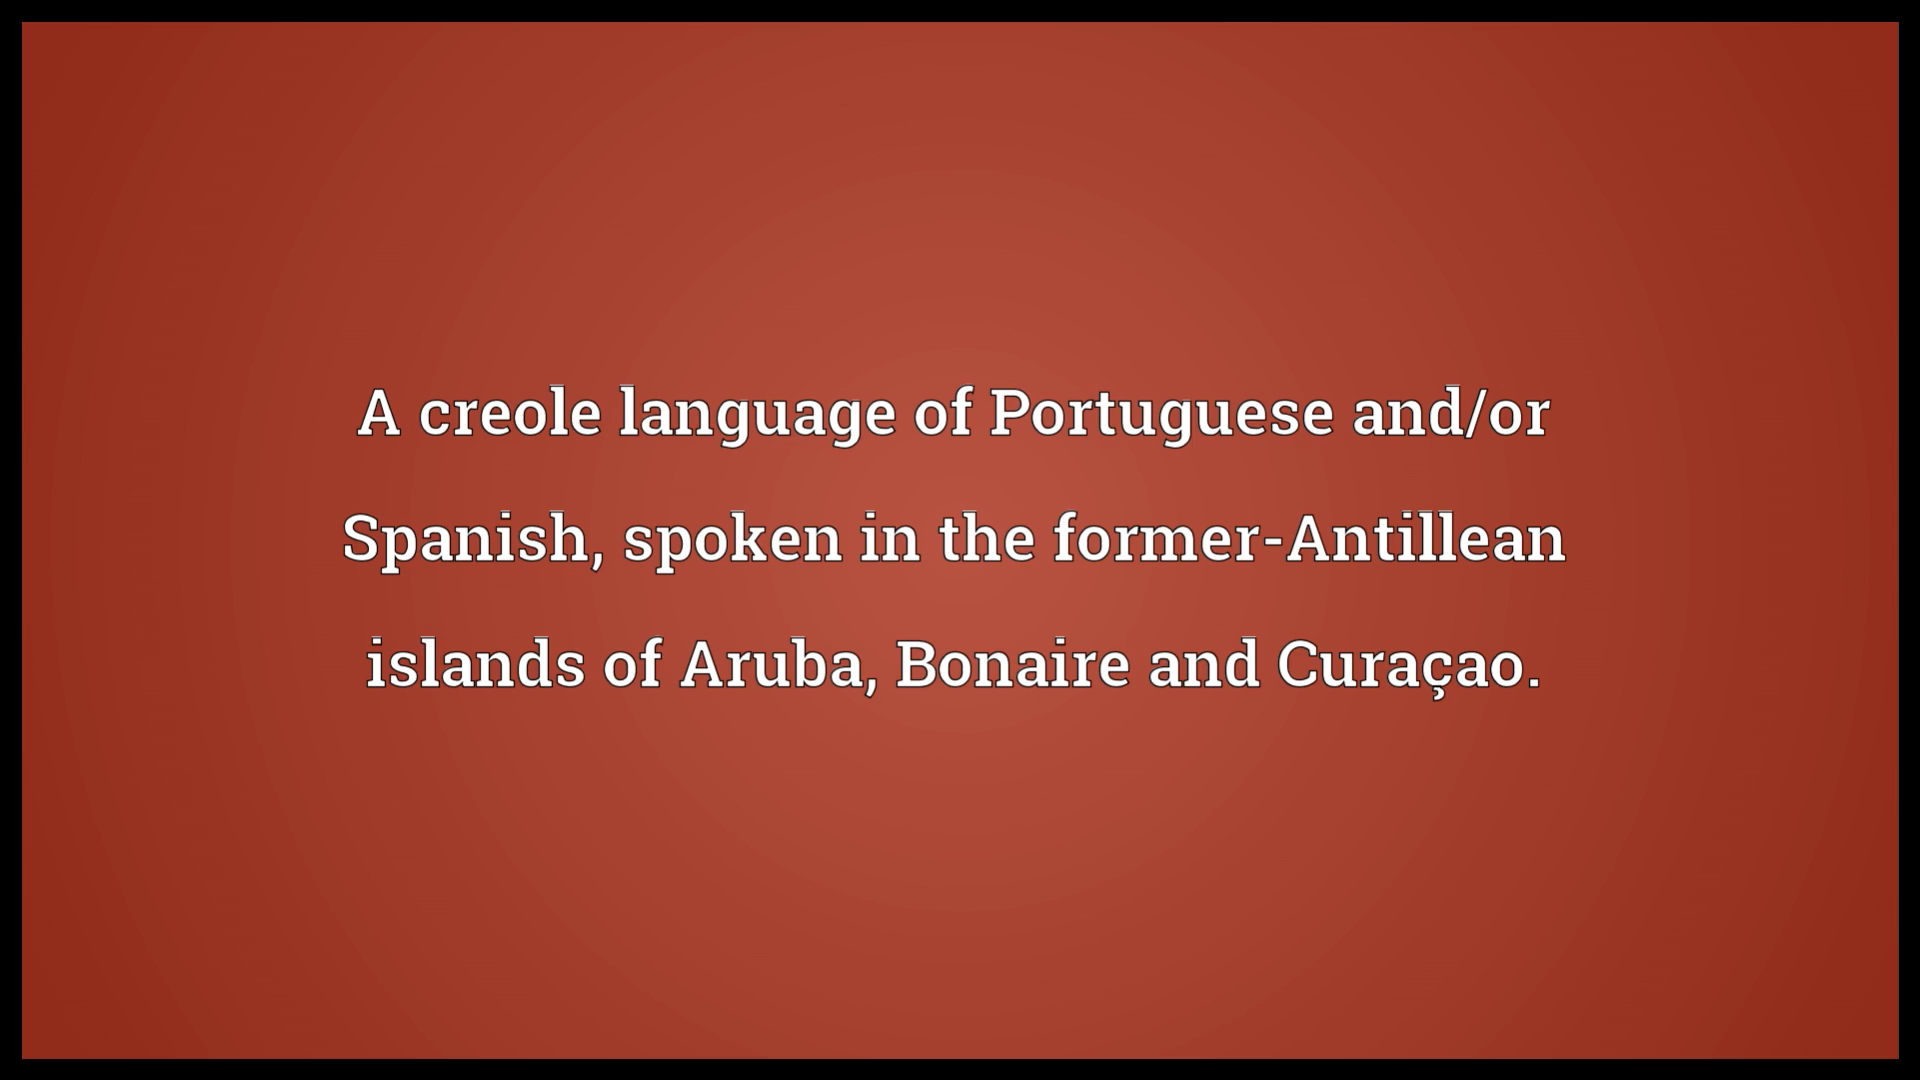 A creole language of Portuguese and/or
Spanish, spoken in the former-Antillean
islands of Aruba, Bonaire and Curaçao.